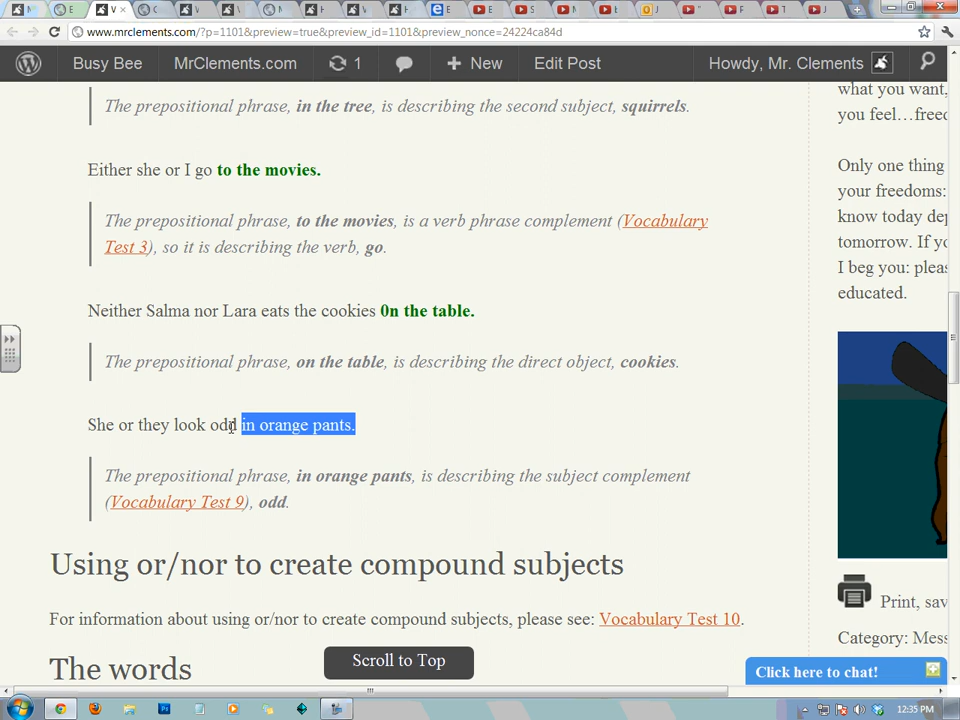 www.mrclements.com/?p=1101&preview=true&preview_id=1101&preview_nonce=24224ca84d
Busy Bee MrClements.com 1 New Edit Post Howdy, Mr. Clements
The prepositional phrase, in the tree, is describing the second subject, squirrels.
Either she or I go to the movies.
The prepositional phrase, to the movies, is a verb phrase complement (Vocabulary
Test 3), so it is describing the verb, go.
Neither Salma nor Lara eats the cookies 0n the table.
The prepositional phrase, on the table, is describing the direct object, cookies.
She or they look odd in orange pants.
The prepositional phrase, in orange pants, is describing the subject complement
(Vocabulary Test 9), odd.
Using or/nor to create compound subjects
For information about using or/nor to create compound subjects, please see: Vocabulary Test 10.
The words
Scroll to Top
what you want,
you feel…freed
Only one thing
your freedoms:
know today dep
tomorrow. If yo
I beg you: pleas
educated.
Print, sav
Category: Mess
Click here to chat!
12:35 PM